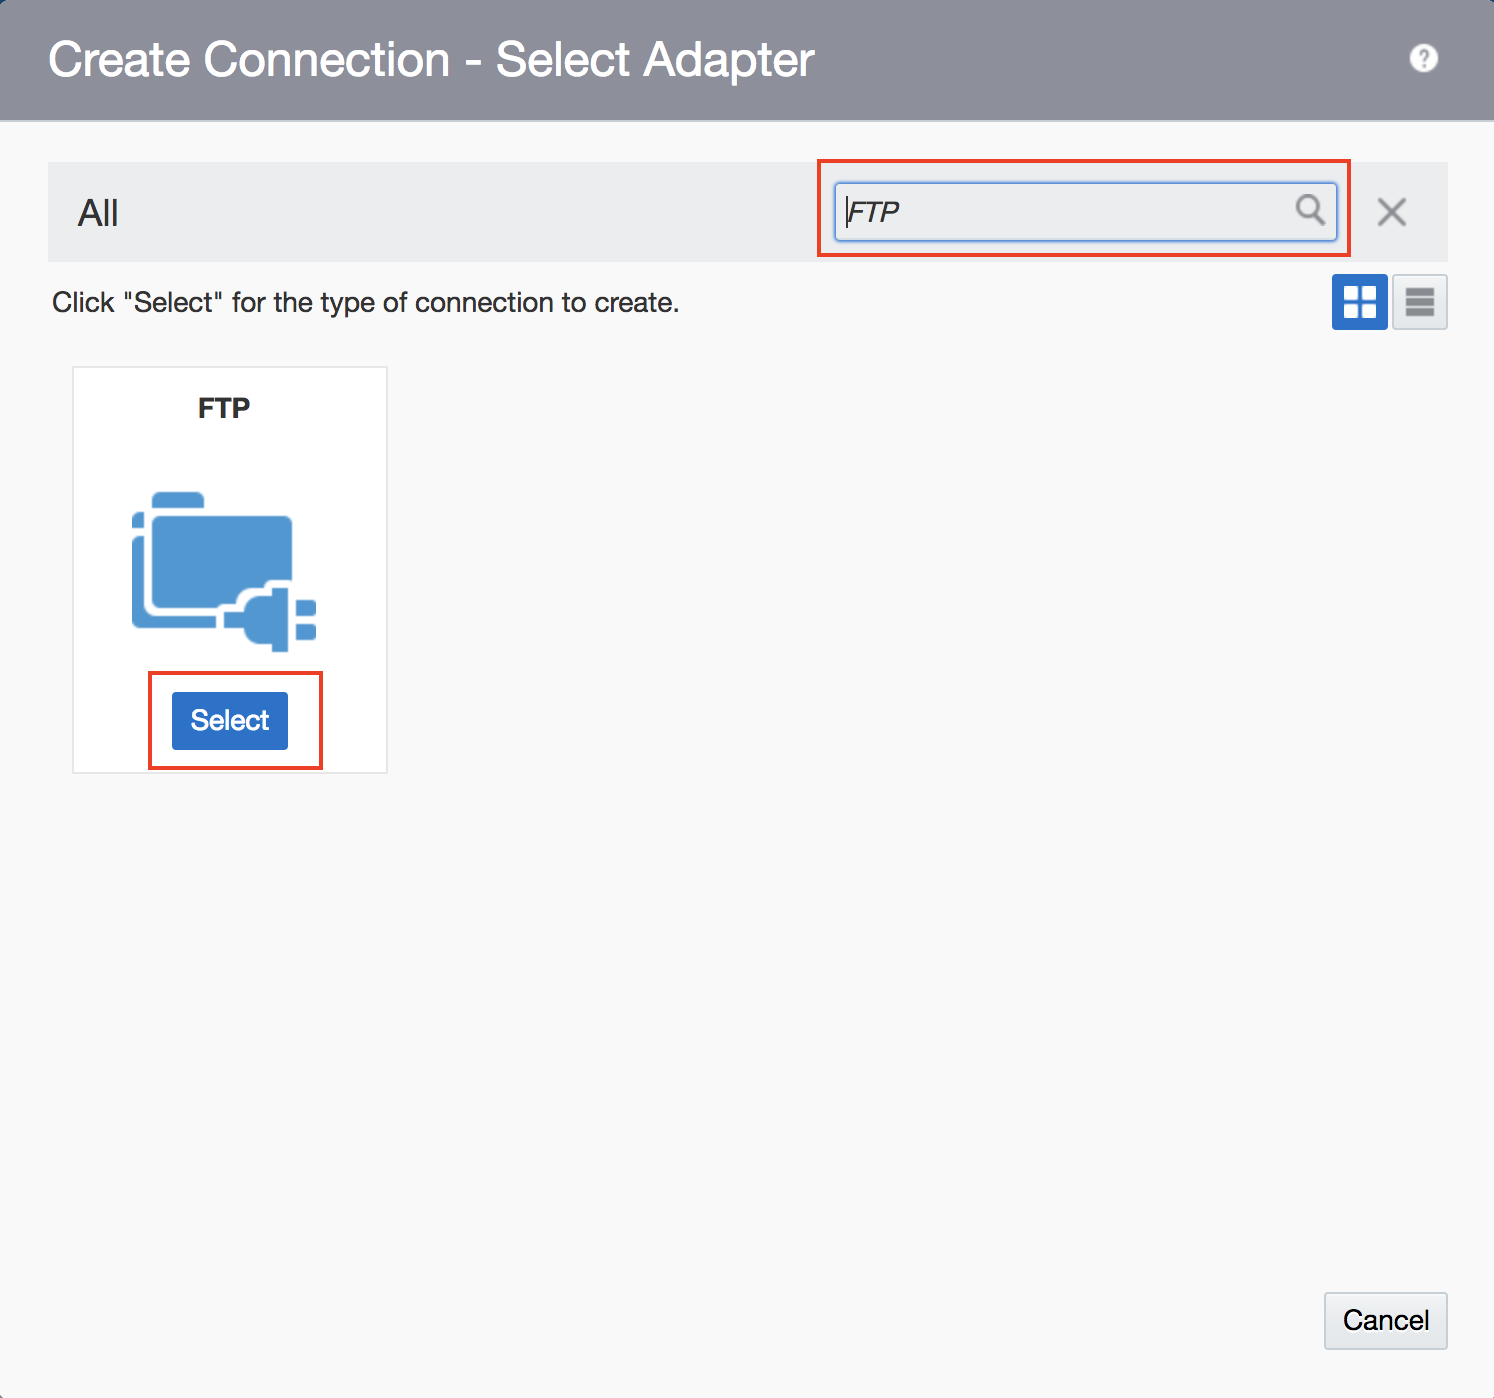 Create Connection - Select Adapter
?
All
FTP
Click "Select" for the type of connection to create.
FTP
Select
Cancel